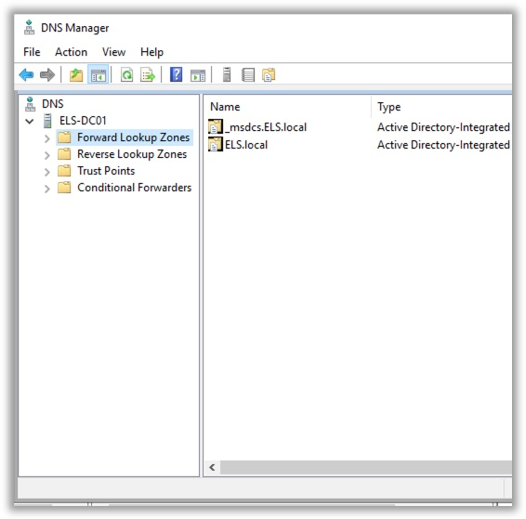 DNS Manager
File Action View Help
DNS
ELS-DC01
Forward Lookup Zones
Reverse Lookup Zones
Trust Points
Conditional Forwarders
Name Type
_msdcs.ELS.local Active Directory-Integrated
ELS.local Active Directory-Integrated